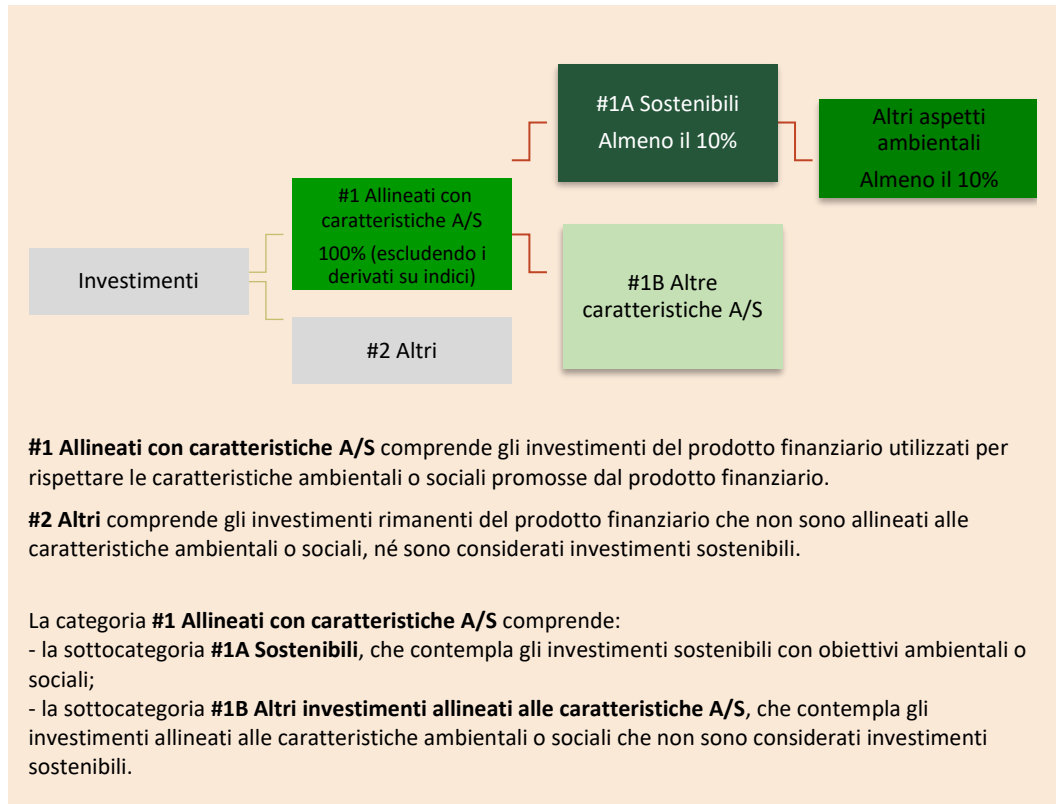 #1A Sostenibili
Almeno il 10%
Altri aspetti
ambientali
Almeno il 10%
#1 Allineati con
caratteristiche A/S
100% (escludendo i
derivati su indici)
Investimenti
#1B Altre
caratteristiche A/S
#2 Altri
#1 Allineati con caratteristiche A/S comprende gli investimenti del prodotto finanziario utilizzati per
rispettare le caratteristiche ambientali o sociali promosse dal prodotto finanziario.
#2 Altri comprende gli investimenti rimanenti del prodotto finanziario che non sono allineati alle
caratteristiche ambientali o sociali, né sono considerati investimenti sostenibili.
La categoria #1 Allineati con caratteristiche A/S comprende:
- la sottocategoria #1A Sostenibili, che contempla gli investimenti sostenibili con obiettivi ambientali o
sociali;
- la sottocategoria #1B Altri investimenti allineati alle caratteristiche A/S, che contempla gli
investimenti allineati alle caratteristiche ambientali o sociali che non sono considerati investimenti
sostenibili.